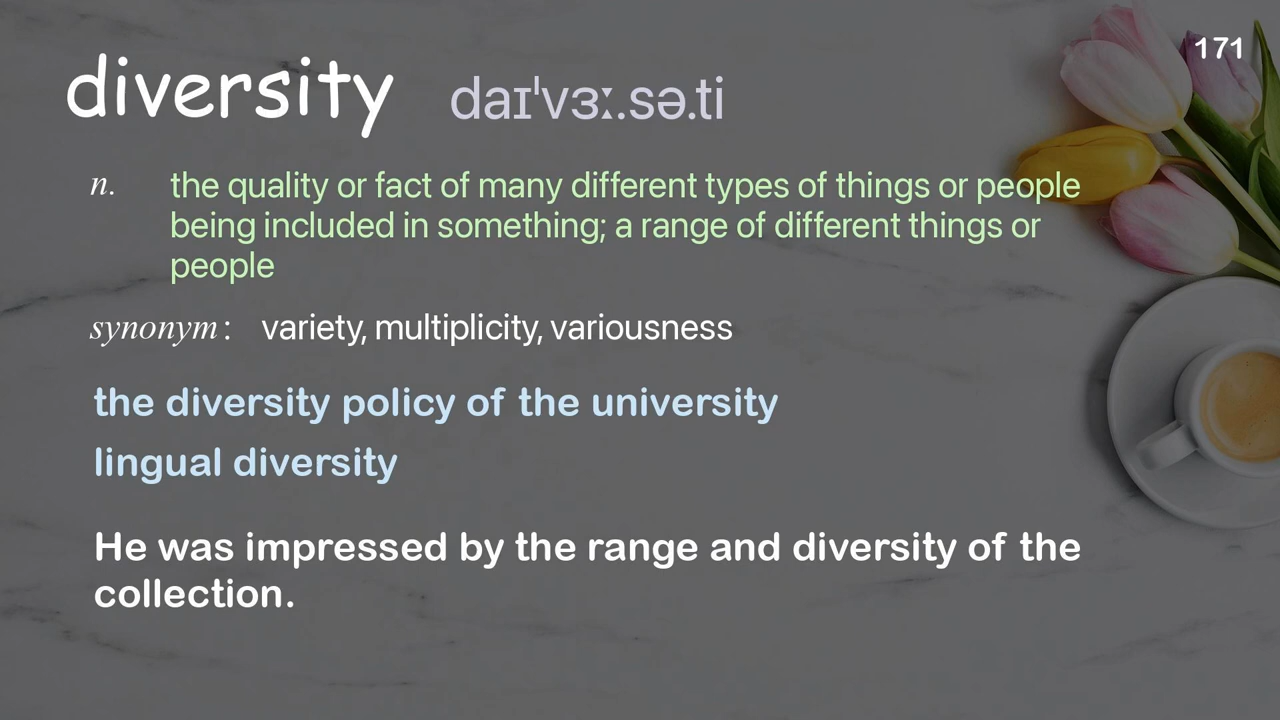 171
diversity daɪˈvɜː.sə.ti
n. the quality or fact of many different types of things or people
being included in something; a range of different things or
people
synonym: variety, multiplicity, variousness
the diversity policy of the university
lingual diversity
He was impressed by the range and diversity of the
collection.